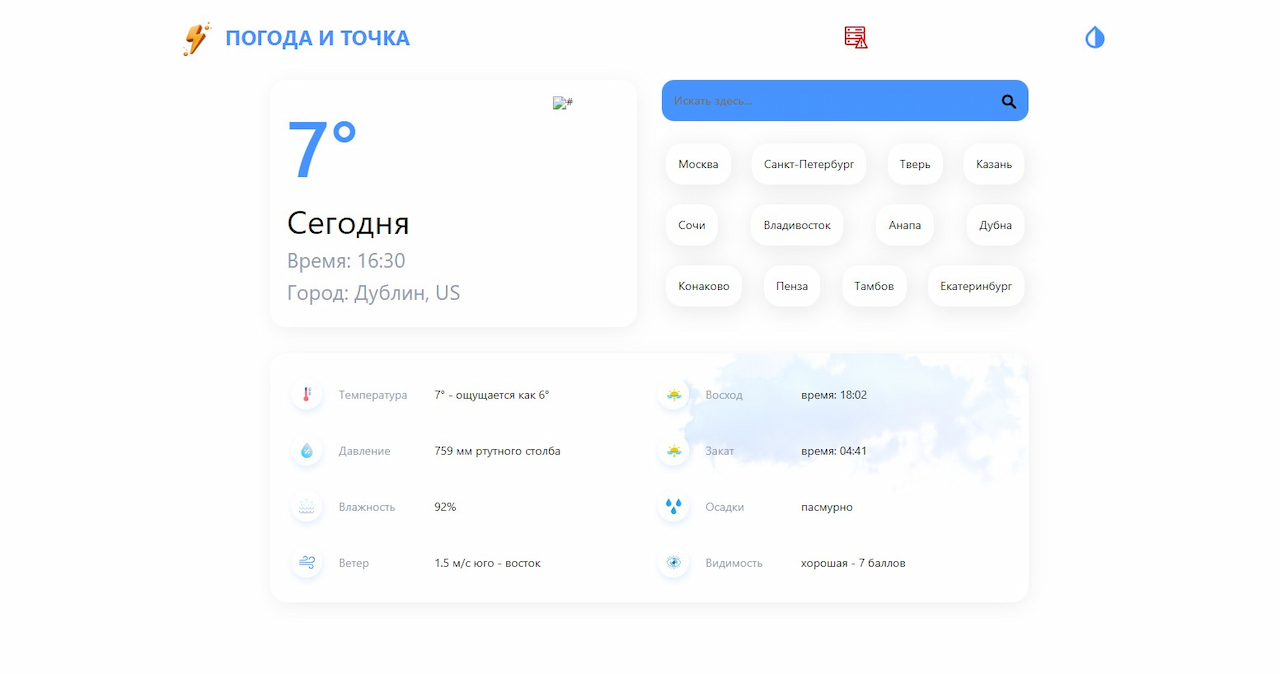 ПОГОДА И ТОЧКА
7°
Сегодня
Время: 16:30
Город: Дублин, US
#
Искать здесь...
Москва Санкт-Петербург Тверь Казань
Сочи Владивосток Анапа Дубна
Конаково Пенза Тамбов Екатеринбург
Температура 7° - ощущается как 6°
Давление 759 мм ртутного столба
Влажность 92%
Ветер 1.5 м/с юго - восток
Восход время: 18:02
Закат время: 04:41
Осадки пасмурно
Видимость хорошая - 7 баллов